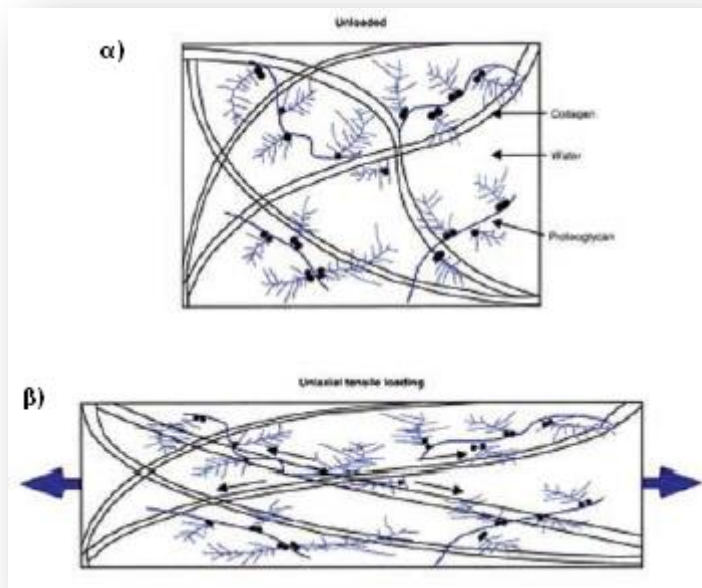 Unloaded
α)
Collagen
Water
Proteoglycan
Uniaxial tensile loading
β)